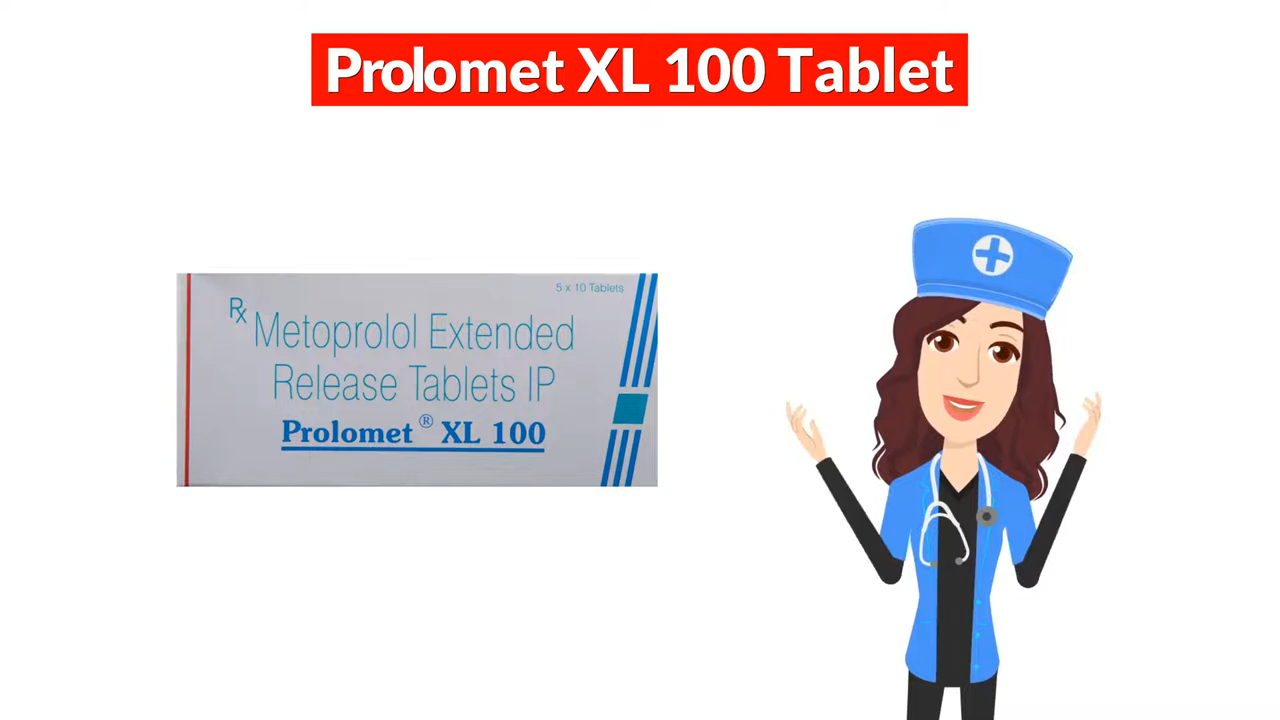 Prolomet XL 100 Tablet
5 x 10 Tablets
Rx Metoprolol Extended
Release Tablets IP
Prolomet® XL 100